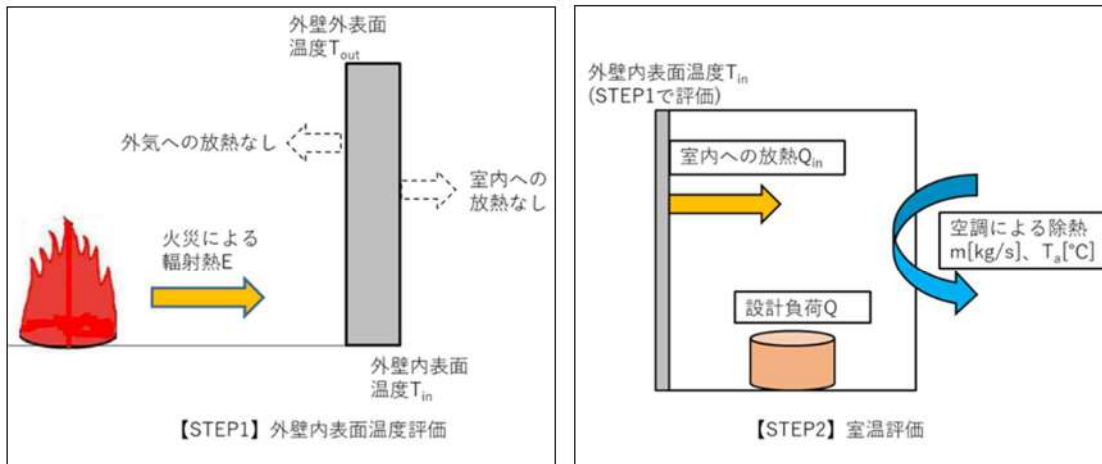 外壁外表面
温度Tout
外気への放熱なし
室内への
放熱なし
火災による
輻射熱E
外壁内表面
温度Tin
【STEP1】外壁内表面温度評価
外壁内表面温度Tin
(STEP1で評価)
室内への放熱Qin
空調による除熱
m[kg/s]、Ta[°C]
設計負荷Q
【STEP2】室温評価